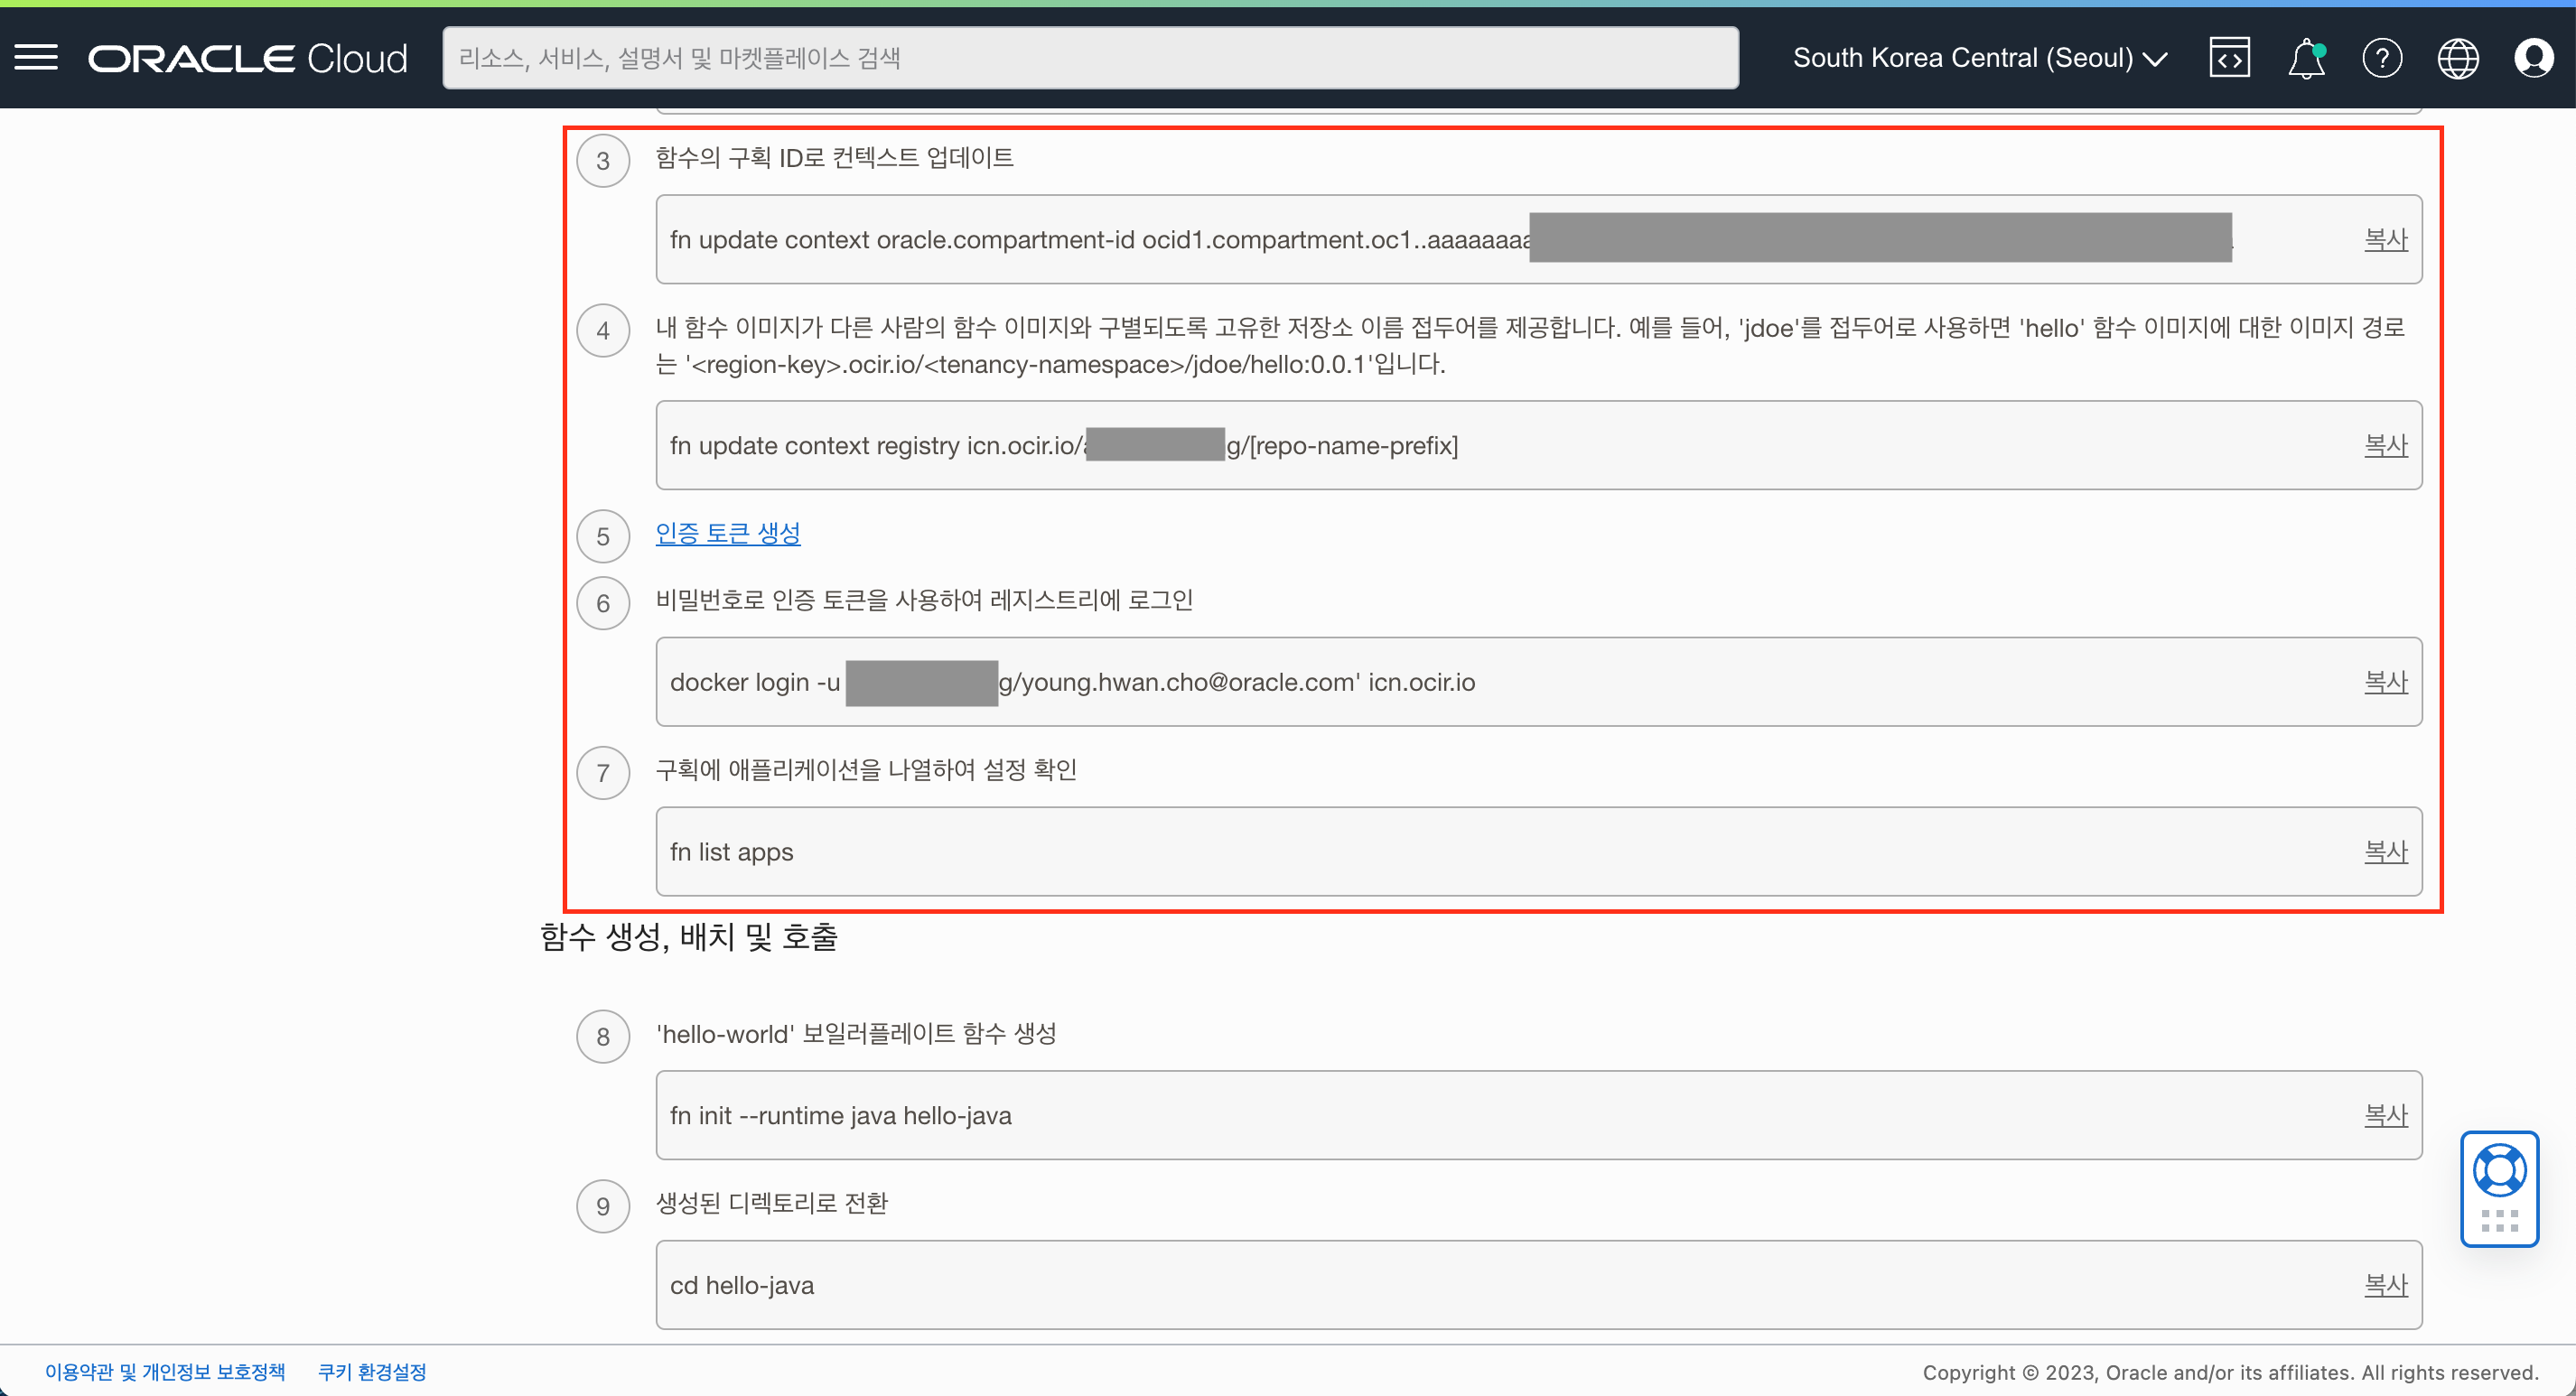 ORACLE Cloud
리소스, 서비스, 설명서 및 마켓플레이스 검색
South Korea Central (Seoul)
3
함수의 구획 ID로 컨텍스트 업데이트
fn update context oracle.compartment-id ocid1.compartment.oc1..aaaaaaaa
복사
4
내 함수 이미지가 다른 사람의 함수 이미지와 구별되도록 고유한 저장소 이름 접두어를 제공합니다. 예를 들어, 'jdoe'를 접두어로 사용하면 'hello' 함수 이미지에 대한 이미지 경로
는 '<region-key>.ocir.io/<tenancy-namespace>/jdoe/hello:0.0.1'입니다.
fn update context registry icn.ocir.io/ g/[repo-name-prefix]
복사
5
인증 토큰 생성
6
비밀번호로 인증 토큰을 사용하여 레지스트리에 로그인
docker login -u g/young.hwan.cho@oracle.com' icn.ocir.io
복사
7
구획에 애플리케이션을 나열하여 설정 확인
fn list apps
복사
함수 생성, 배치 및 호출
8
'hello-world' 보일러플레이트 함수 생성
fn init --runtime java hello-java
복사
9
생성된 디렉토리로 전환
cd hello-java
복사
이용약관 및 개인정보 보호정책
쿠키 환경설정
Copyright © 2023, Oracle and/or its affiliates. All rights reserved.